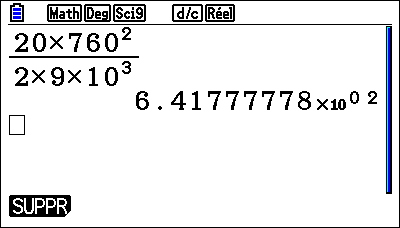 Math Deg Sci9 d/c Réel
20×760²
2×9×10³
6.41777778×10⁰²
SUPPR